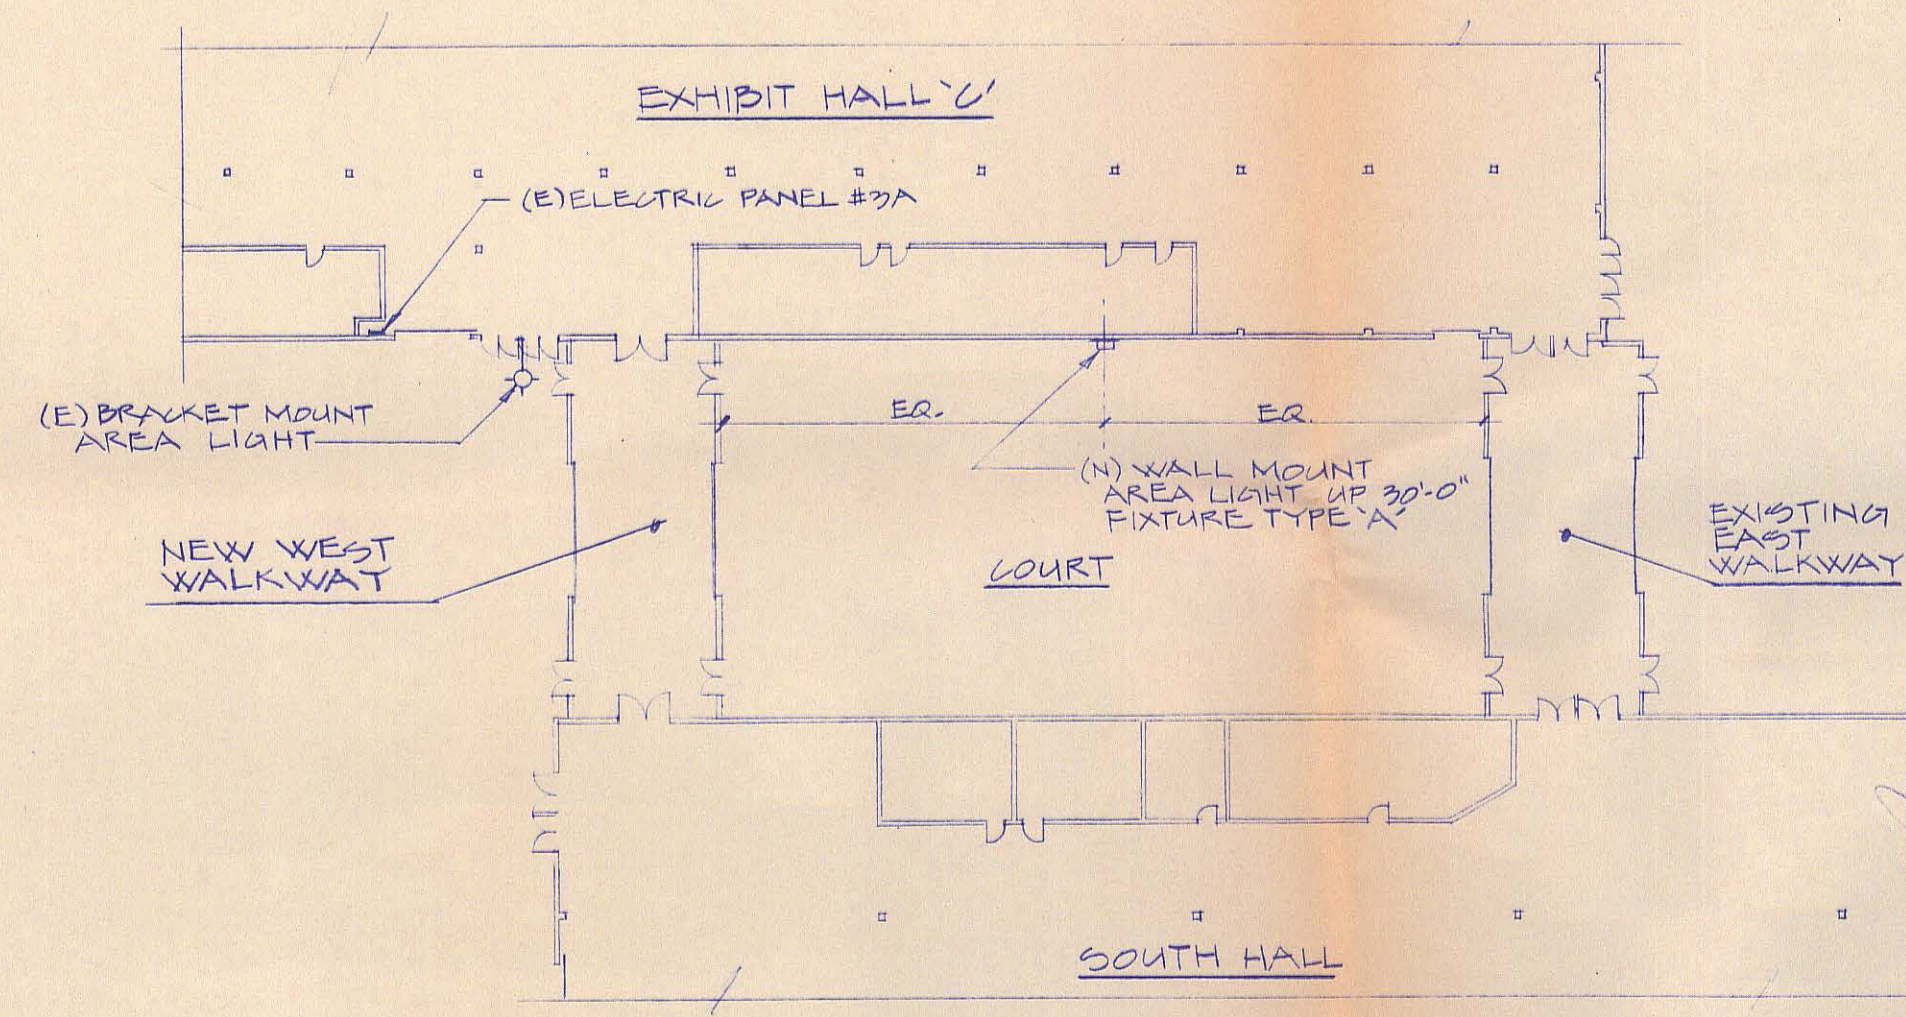 EXHIBIT HALL 'C'
(E) ELECTRIC PANEL #3A
(E) BRACKET MOUNT
AREA LIGHT
EQ.
EQ.
(N) WALL MOUNT
AREA LIGHT UP 30'-0"
FIXTURE TYPE 'A'
NEW WEST
WALKWAY
COURT
EXISTING
EAST
WALKWAY
SOUTH HALL